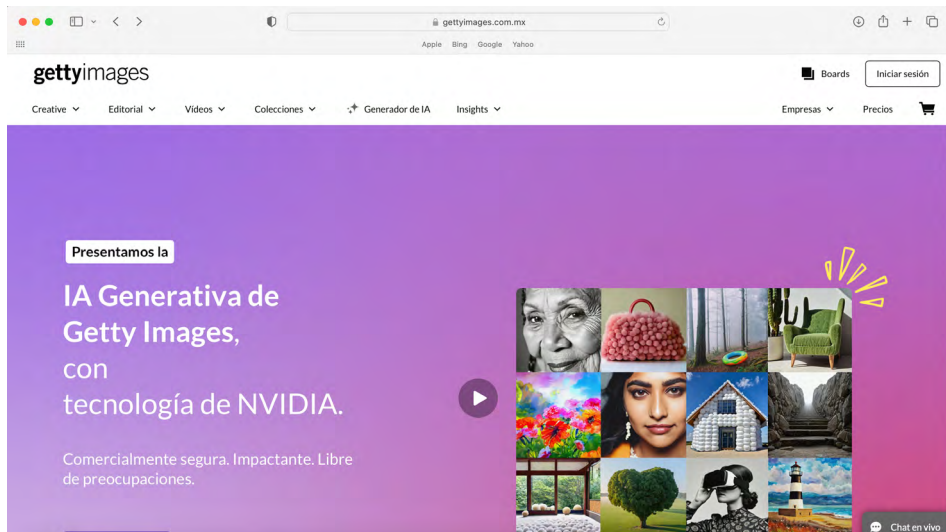 gettyimages.com.mx
Apple Bing Google Yahoo
gettyimages
Boards
Iniciar sesión
Creative Editorial Vídeos Colecciones Generador de IA Insights Empresas Precios
Presentamos la
IA Generativa de
Getty Images,
con
tecnología de NVIDIA.
Comercialmente segura. Impactante. Libre
de preocupaciones.
Chat en vivo